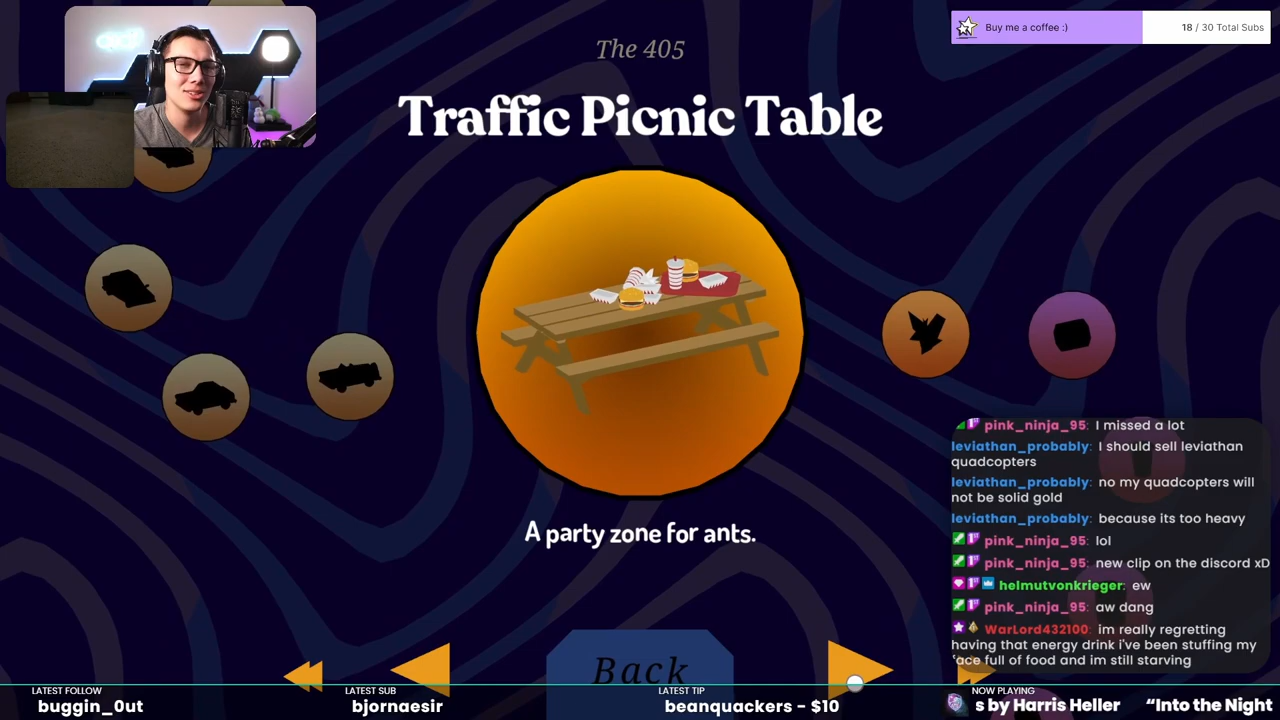 Buy me a coffee :)
18 / 30 Total Subs
The 405
Traffic Picnic Table
A party zone for ants.
pink_ninja_95: I missed a lot
leviathan_probably: I should sell leviathan
quadcopters
leviathan_probably: no my quadcopters will
not be solid gold
leviathan_probably: because its too heavy
pink_ninja_95: lol
pink_ninja_95: new clip on the discord xD
helmutvonkrieger: ew
pink_ninja_95: aw dang
WarLord432100: im really regretting
having that energy drink i've been stuffing my
face full of food and im still starving
Back
LATEST FOLLOW
buggin_0ut
LATEST SUB
bjornaesir
LATEST TIP
beanquackers - $10
NOW PLAYING
s by Harris Heller “Into the Night